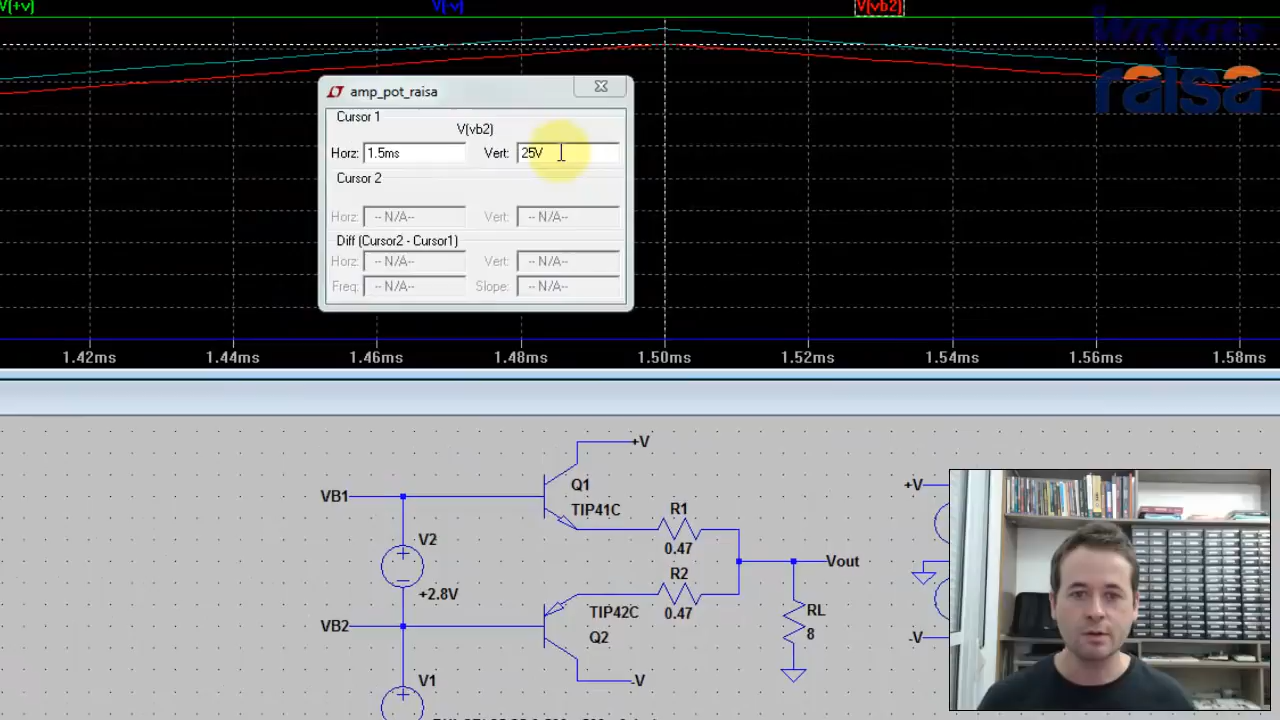 V(+v)
V(-v)
V(vb2)
WR Kits
raisa
amp_pot_raisa
Cursor 1
V(vb2)
Horz: 1.5ms Vert: 25V
Cursor 2
Horz: -- N/A-- Vert: -- N/A--
Diff (Cursor2 - Cursor1)
Horz: -- N/A-- Vert: -- N/A--
Freq: -- N/A-- Slope: -- N/A--
1.42ms 1.44ms 1.46ms 1.48ms 1.50ms 1.52ms 1.54ms 1.56ms 1.58ms
+V
VB1
Q1
TIP41C
R1
0.47
+V
V2
+2.8V
Vout
R2
0.47
TIP42C
Q2
RL
8
VB2
-V
-V
V1